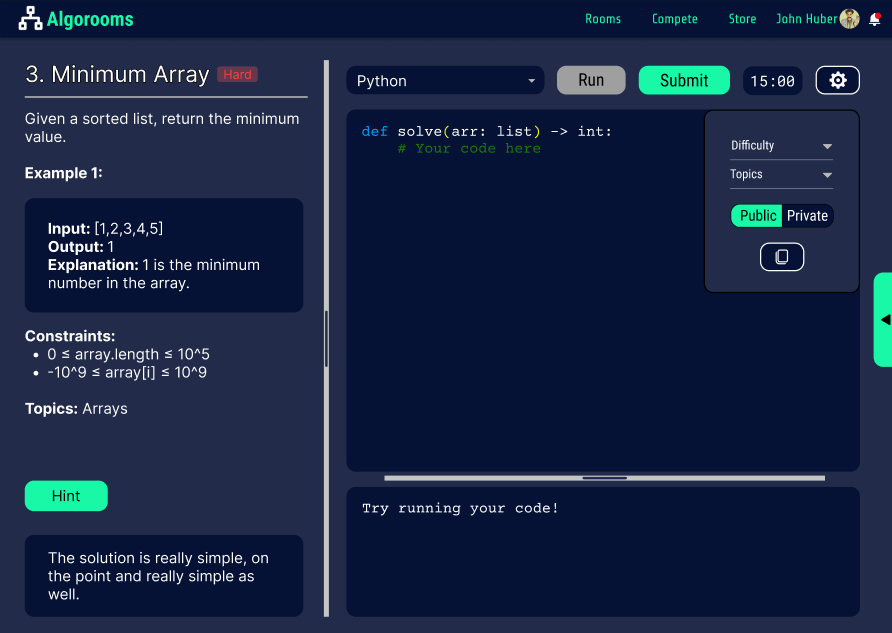 Algorooms
Rooms
Compete
Store
John Huber
3. Minimum Array
Hard
Given a sorted list, return the minimum
value.
Example 1:
Input: [1,2,3,4,5]
Output: 1
Explanation: 1 is the minimum
number in the array.
Constraints:
• 0 ≤ array.length ≤ 10^5
• -10^9 ≤ array[i] ≤ 10^9
Topics: Arrays
Hint
The solution is really simple, on
the point and really simple as
well.
Python
Run
Submit
15:00
def solve(arr: list) -> int:
# Your code here
Difficulty
Topics
Public
Private
Try running your code!